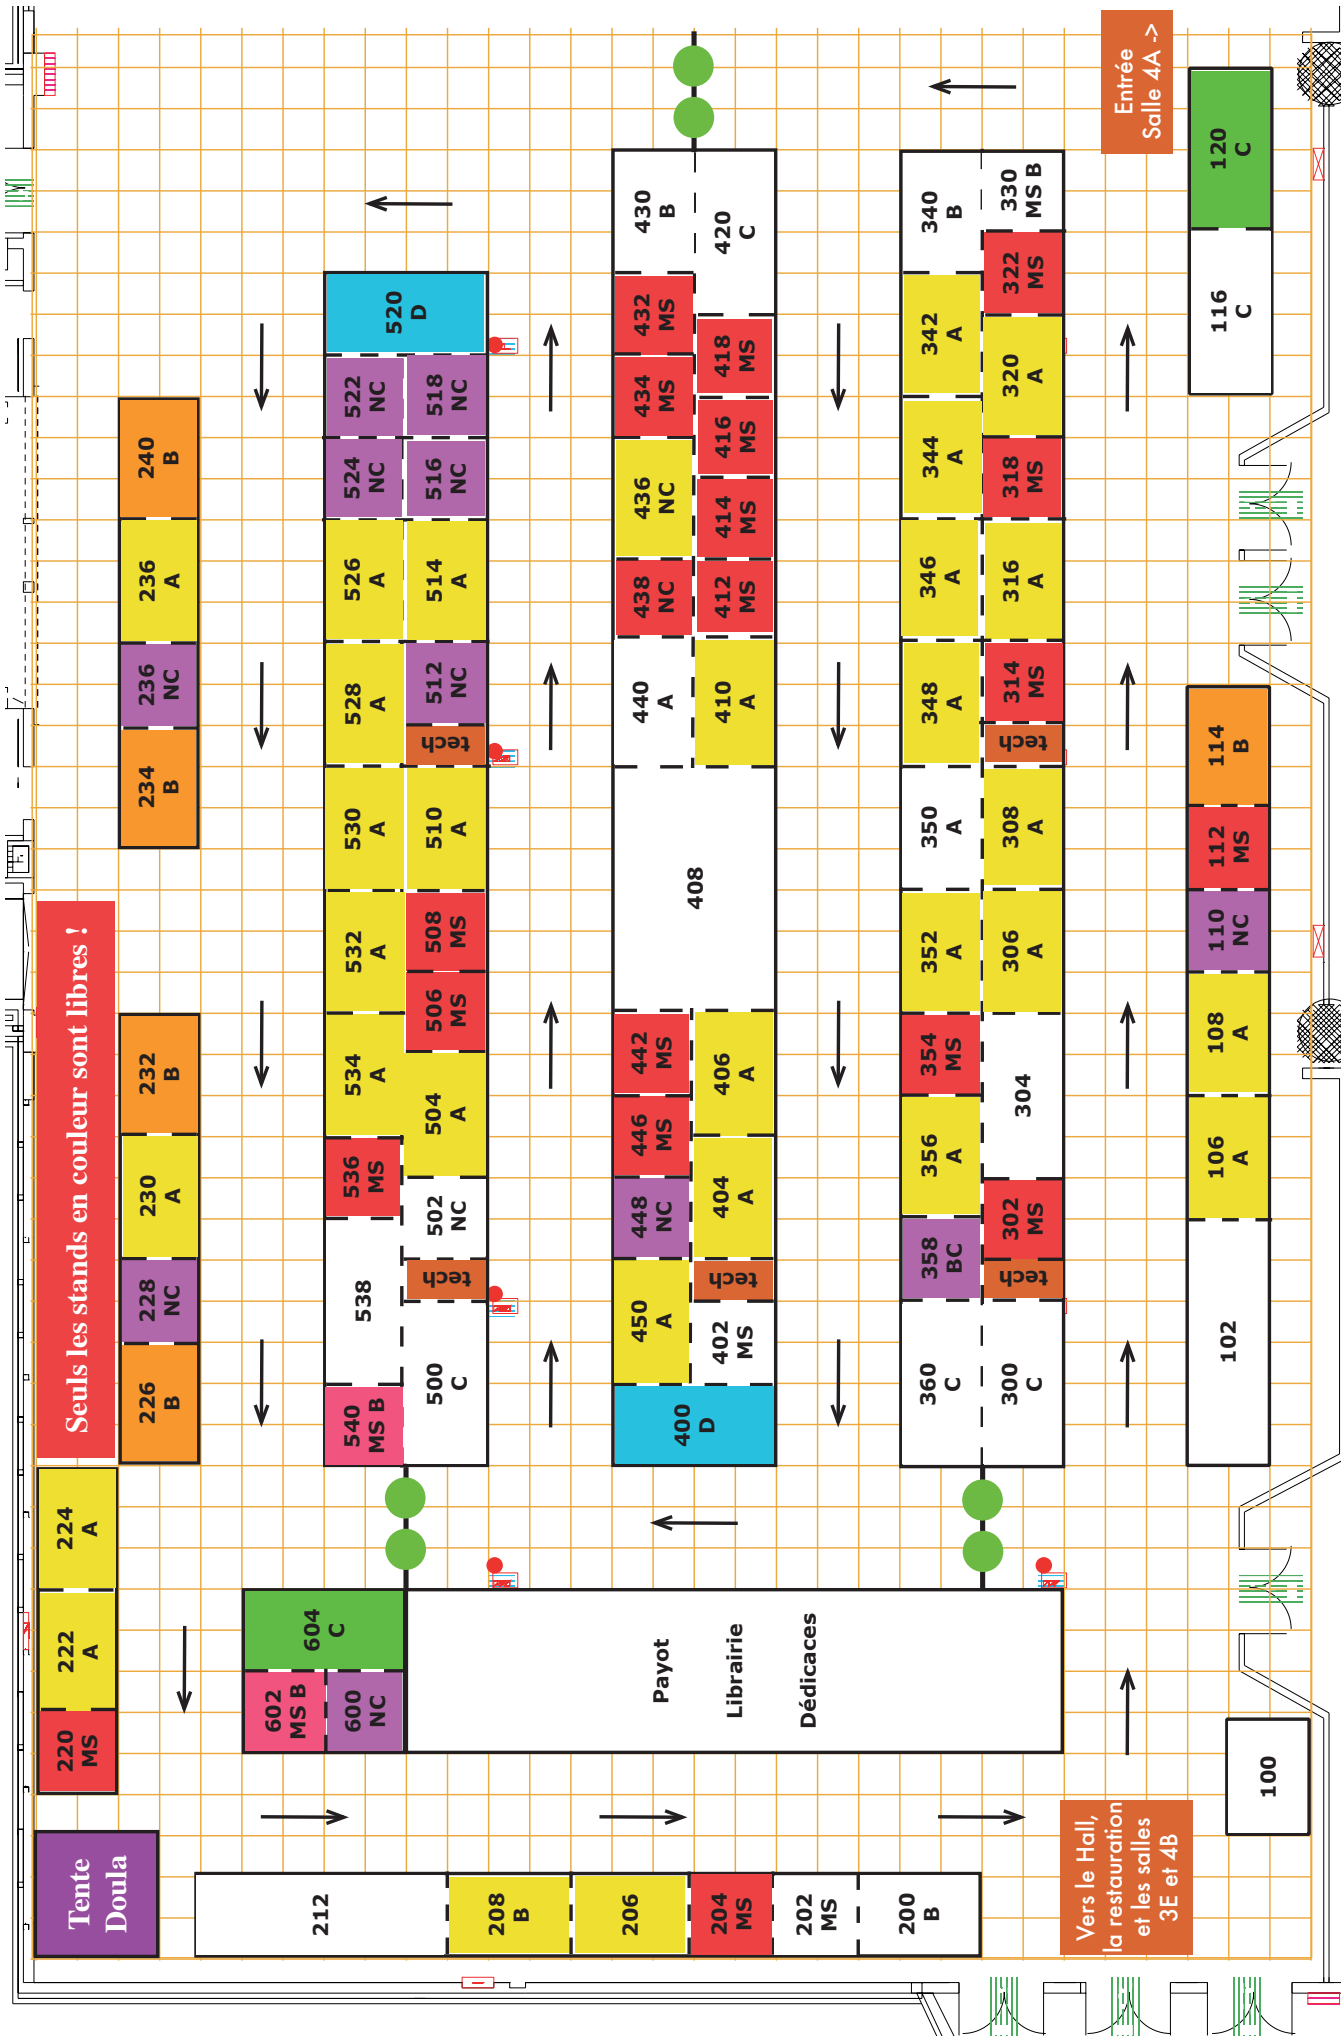 Entrée
Salle 4A ->
120
C
116
C
430
B
420
C
340
B
330
MS B
520
D
432
MS
418
MS
342
A
322
MS
320
A
522
NC
518
NC
434
MS
416
MS
344
A
318
MS
240
B
524
NC
516
NC
436
NC
414
MS
236
A
526
A
514
A
438
NC
412
MS
346
A
316
A
236
NC
528
A
512
NC
tech
440
A
410
A
348
A
314
MS
tech
234
B
530
A
510
A
408
350
A
308
A
114
B
112
MS
110
NC
Seuls les stands en couleur sont libres !
532
A
508
MS
506
MS
352
A
306
A
232
B
534
A
504
A
442
MS
406
A
354
MS
304
108
A
230
A
536
MS
502
NC
446
MS
404
A
356
A
302
MS
106
A
228
NC
538
tech
448
NC
tech
358
BC
tech
226
B
540
MS B
500
C
450
A
402
MS
400
D
360
C
300
C
102
224
A
222
A
220
MS
604
C
602
MS B
600
NC
Payot
Librairie
Dédicaces
100
Tente
Doula
212
208
B
206
204
MS
202
MS
200
B
Vers le Hall,
la restauration
et les salles
3E et 4B